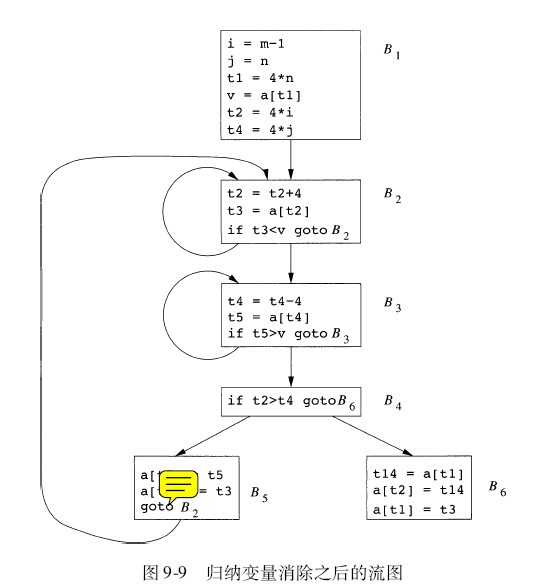 i = m-1
j = n
t1 = 4*n
v = a[t1]
t2 = 4*i
t4 = 4*j
B1
t2 = t2+4
t3 = a[t2]
if t3<v goto B2
B2
t4 = t4-4
t5 = a[t4]
if t5>v goto B3
B3
if t2>t4 goto B6
B4
a[t t5
a[t = t3
goto B2
B5
t14 = a[t1]
a[t2] = t14
a[t1] = t3
B6
图 9-9 归纳变量消除之后的流图